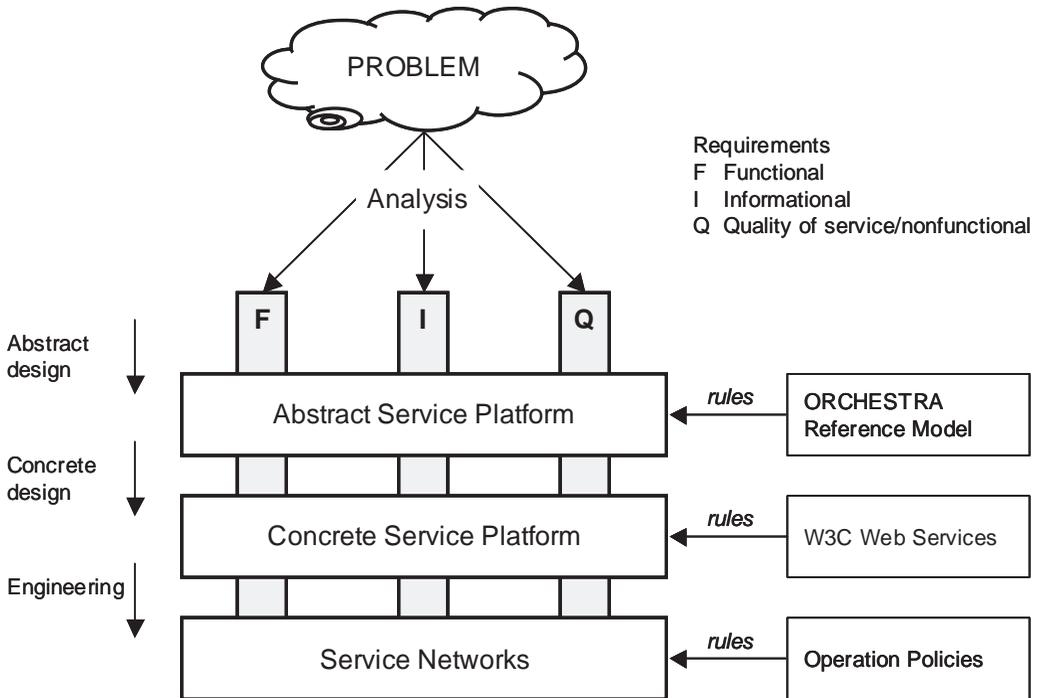 PROBLEM
Analysis
Requirements
F Functional
I Informational
Q Quality of service/nonfunctional
F
I
Q
Abstract
design
Abstract Service Platform
rules
ORCHESTRA
Reference Model
Concrete
design
Concrete Service Platform
rules
W3C Web Services
Engineering
Service Networks
rules
Operation Policies